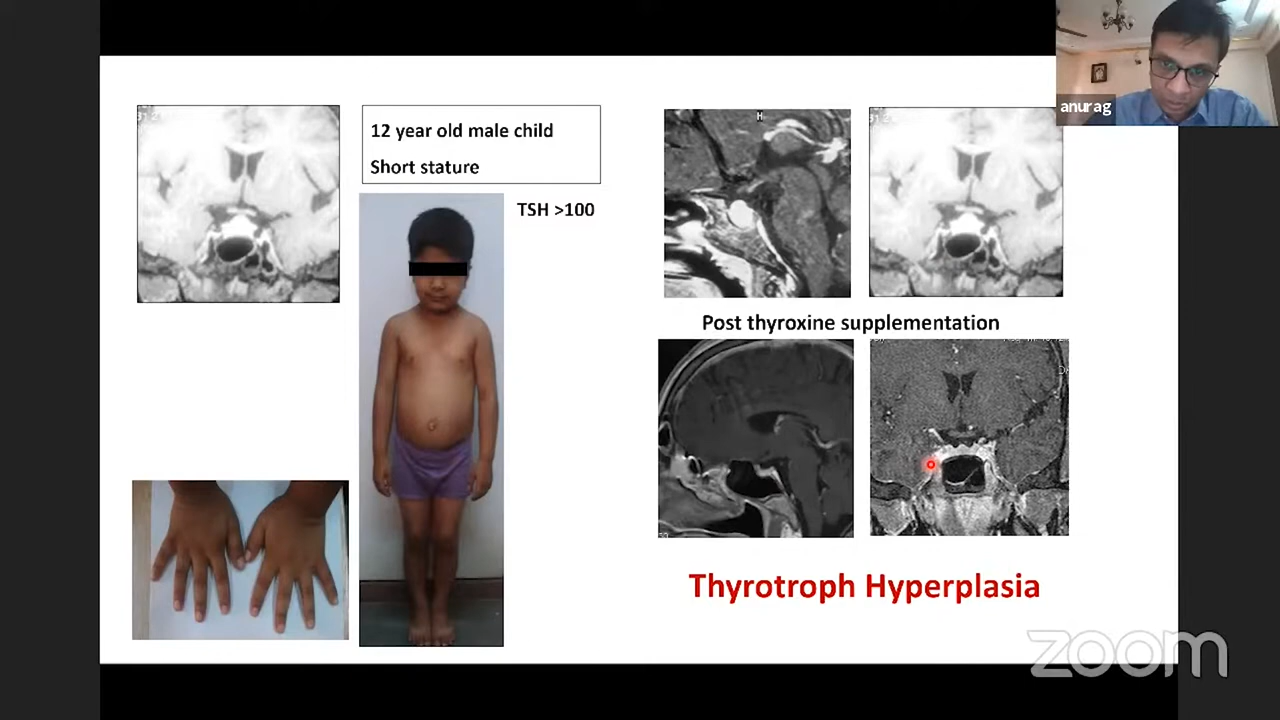 anurag
12 year old male child
Short stature
TSH >100
H
Post thyroxine supplementation
Thyrotroph Hyperplasia
zoom